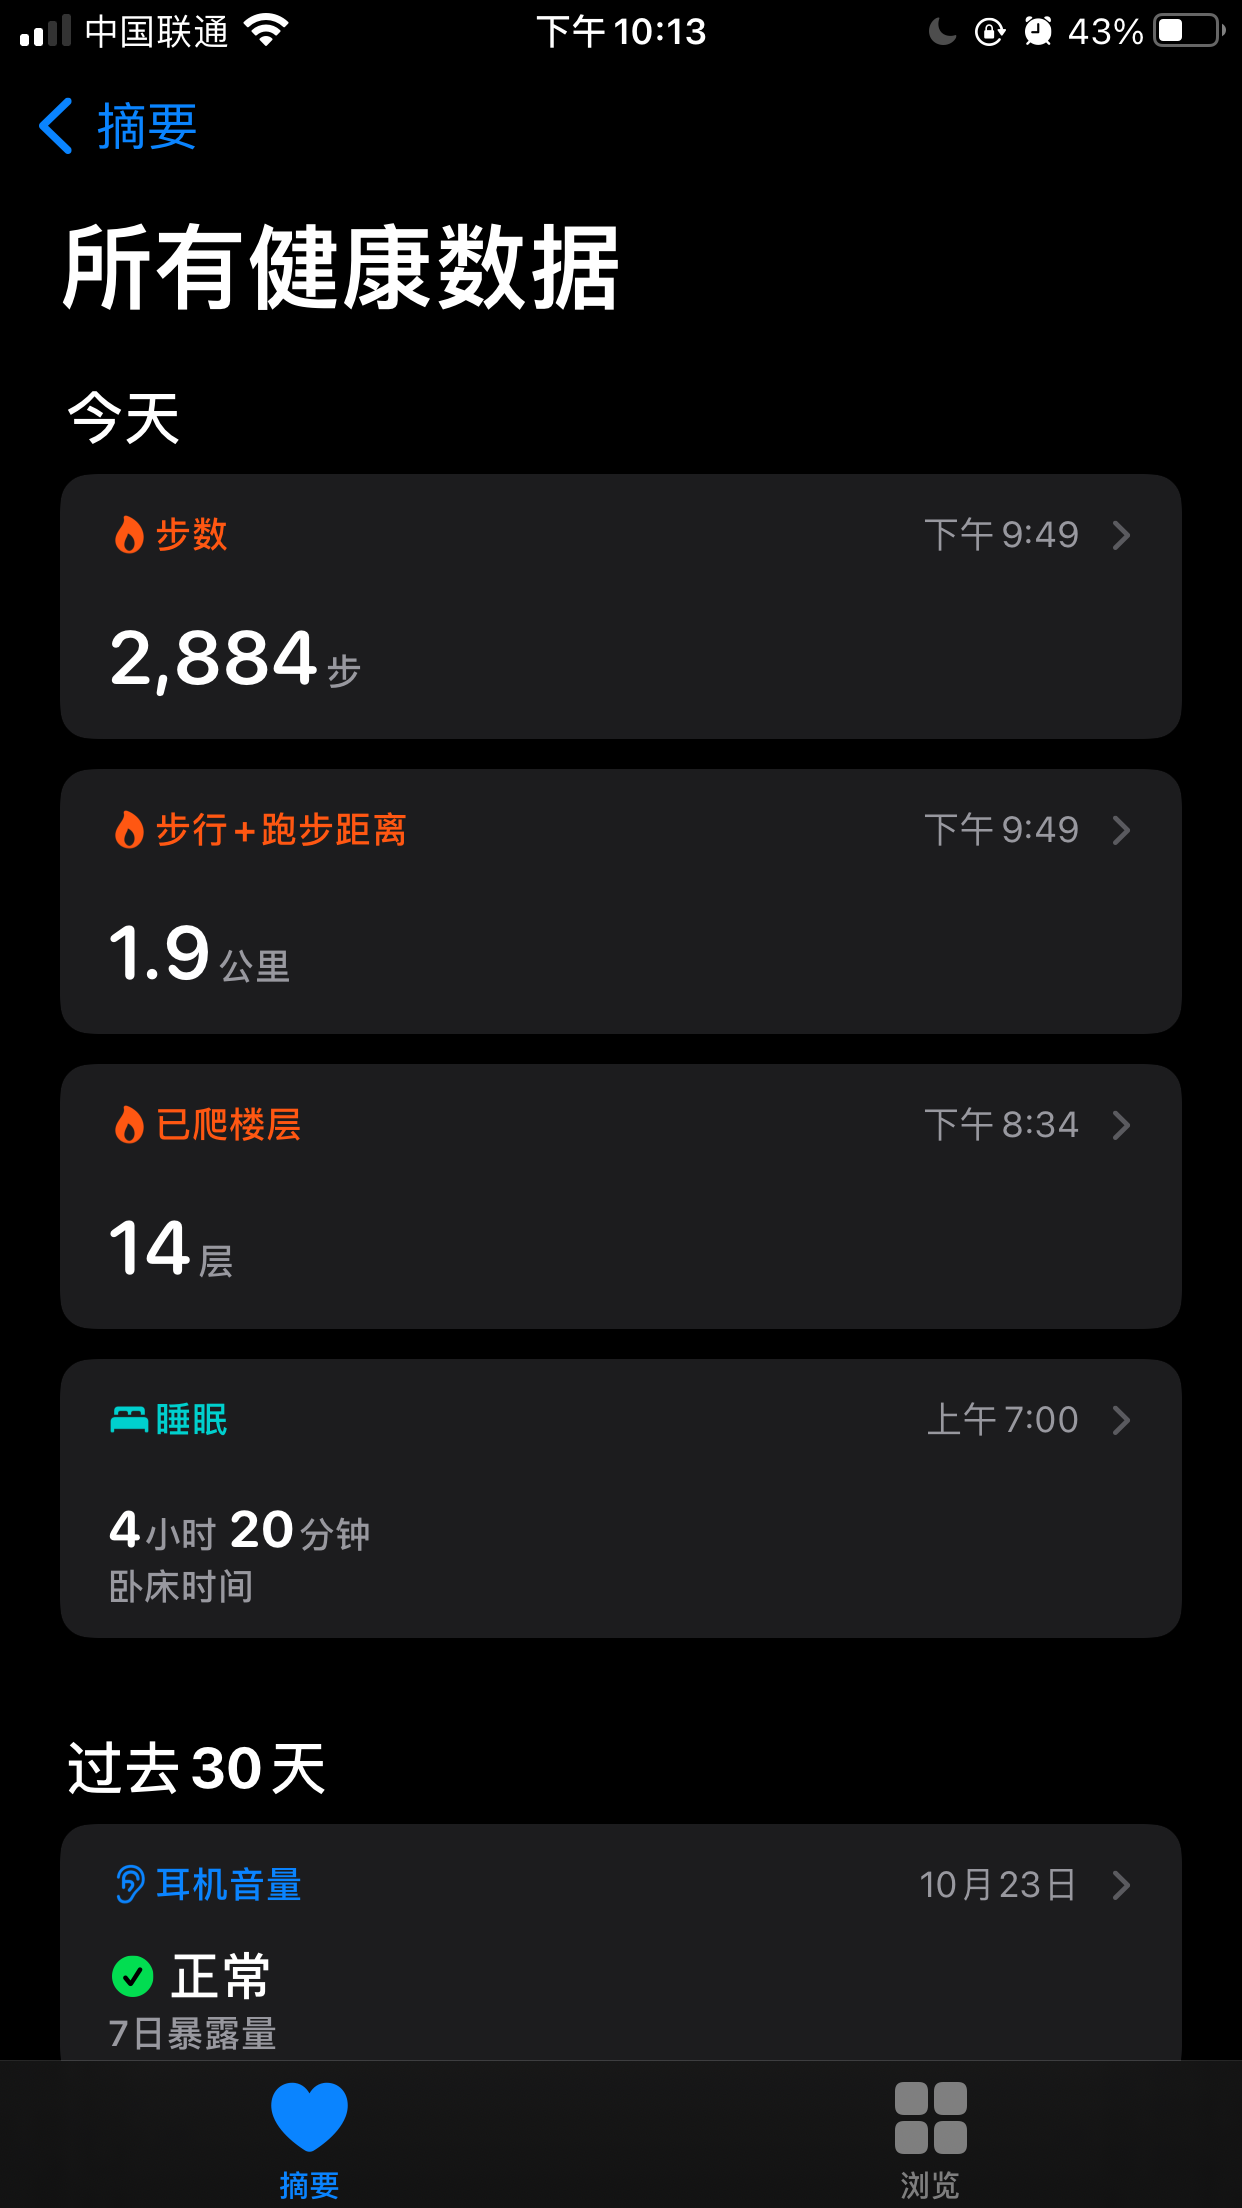 中国联通 下午 10:13 43%
摘要
所有健康数据
今天
步数 下午 9:49
2,884 步
步行+跑步距离 下午 9:49
1.9 公里
已爬楼层 下午 8:34
14 层
睡眠 上午 7:00
4小时 20分钟
卧床时间
过去 30 天
耳机音量 10月23日
正常
7日暴露量
摘要 浏览